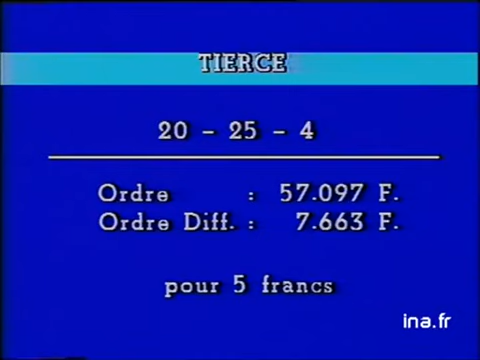 TIERCE
20 - 25 - 4
Ordre : 57.097 F.
Ordre Diff. : 7.663 F.
pour 5 francs
ina.fr